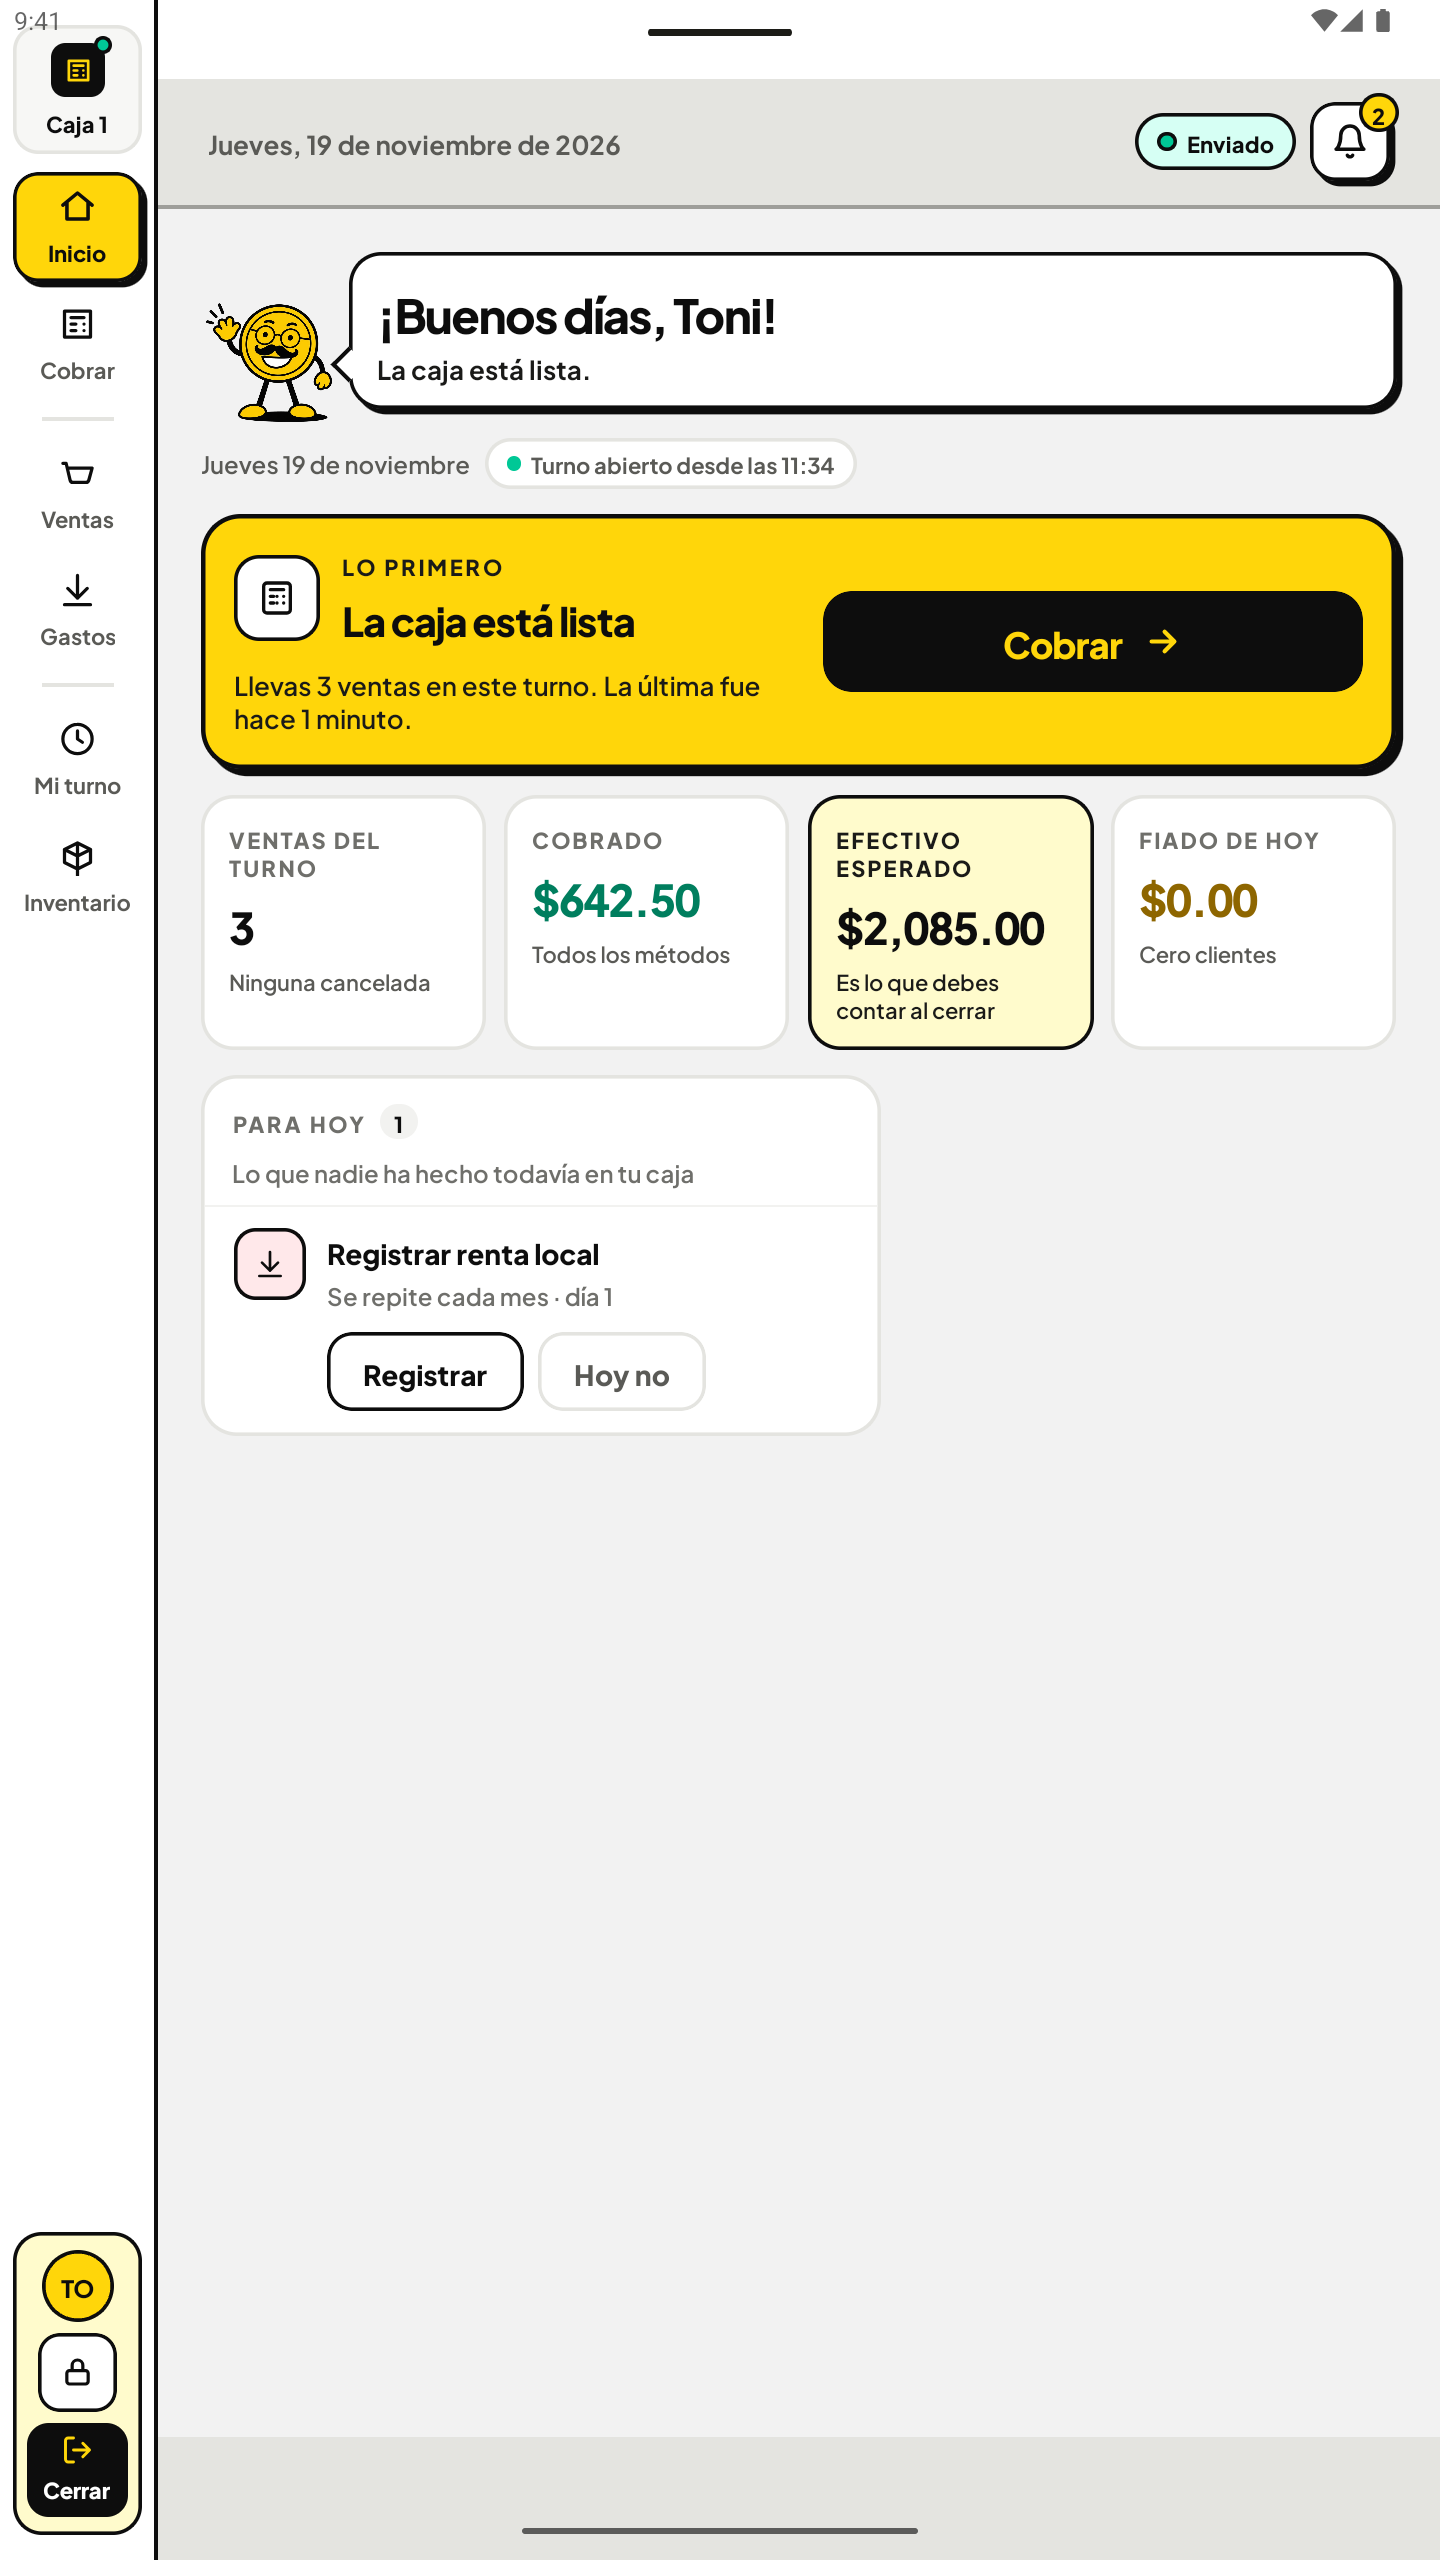 9:41
Caja 1
Inicio
Cobrar
Ventas
Gastos
Mi turno
Inventario
TO
Cerrar
Jueves, 19 de noviembre de 2026
Enviado
2
¡Buenos días, Toni!
La caja está lista.
Jueves 19 de noviembre
Turno abierto desde las 11:34
LO PRIMERO
La caja está lista
Llevas 3 ventas en este turno. La última fue
hace 1 minuto.
Cobrar
VENTAS DEL
TURNO
3
Ninguna cancelada
COBRADO
$642.50
Todos los métodos
EFECTIVO
ESPERADO
$2,085.00
Es lo que debes
contar al cerrar
FIADO DE HOY
$0.00
Cero clientes
PARA HOY 1
Lo que nadie ha hecho todavía en tu caja
Registrar renta local
Se repite cada mes · día 1
Registrar
Hoy no